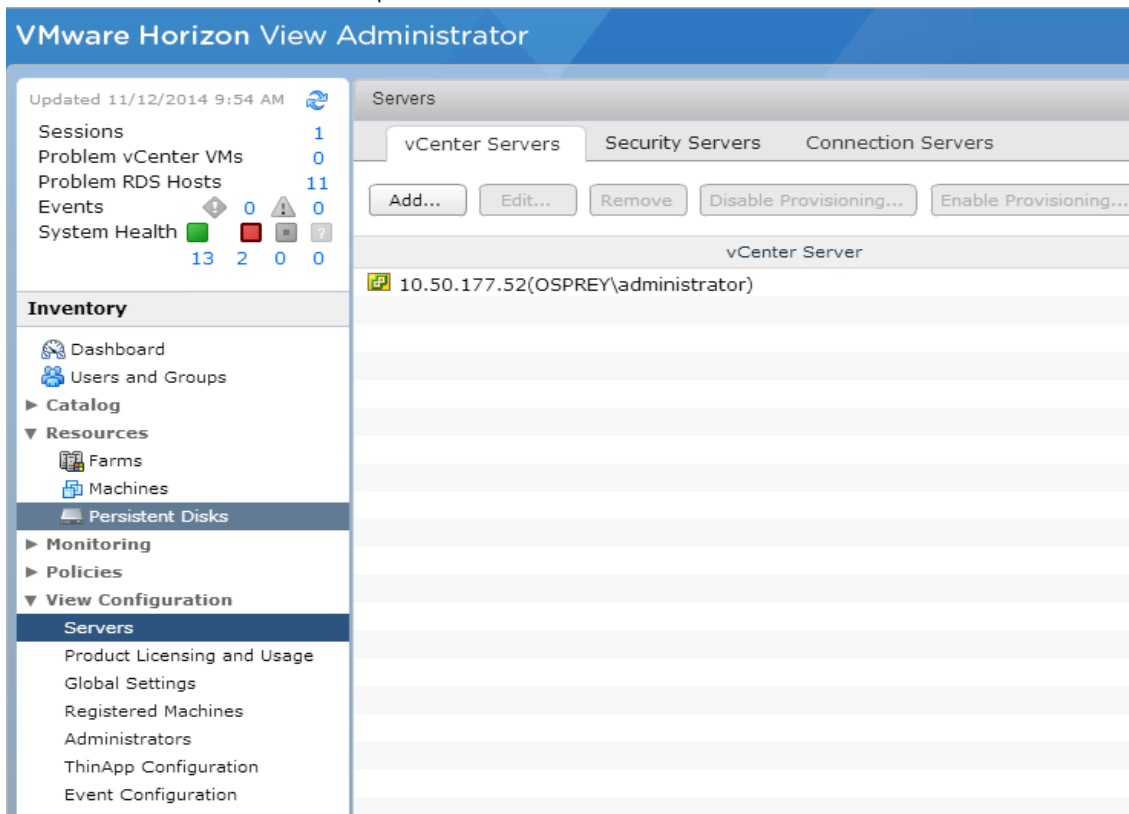 VMware Horizon View Administrator
Updated 11/12/2014 9:54 AM
Sessions 1
Problem vCenter VMs 0
Problem RDS Hosts 11
Events 0 0
System Health ?
13 2 0 0
Inventory
Dashboard
Users and Groups
Catalog
Resources
Farms
Machines
Persistent Disks
Monitoring
Policies
View Configuration
Servers
Product Licensing and Usage
Global Settings
Registered Machines
Administrators
ThinApp Configuration
Event Configuration
Servers
vCenter Servers Security Servers Connection Servers
Add... Edit... Remove Disable Provisioning... Enable Provisioning...
vCenter Server
10.50.177.52(OSPREY\administrator)